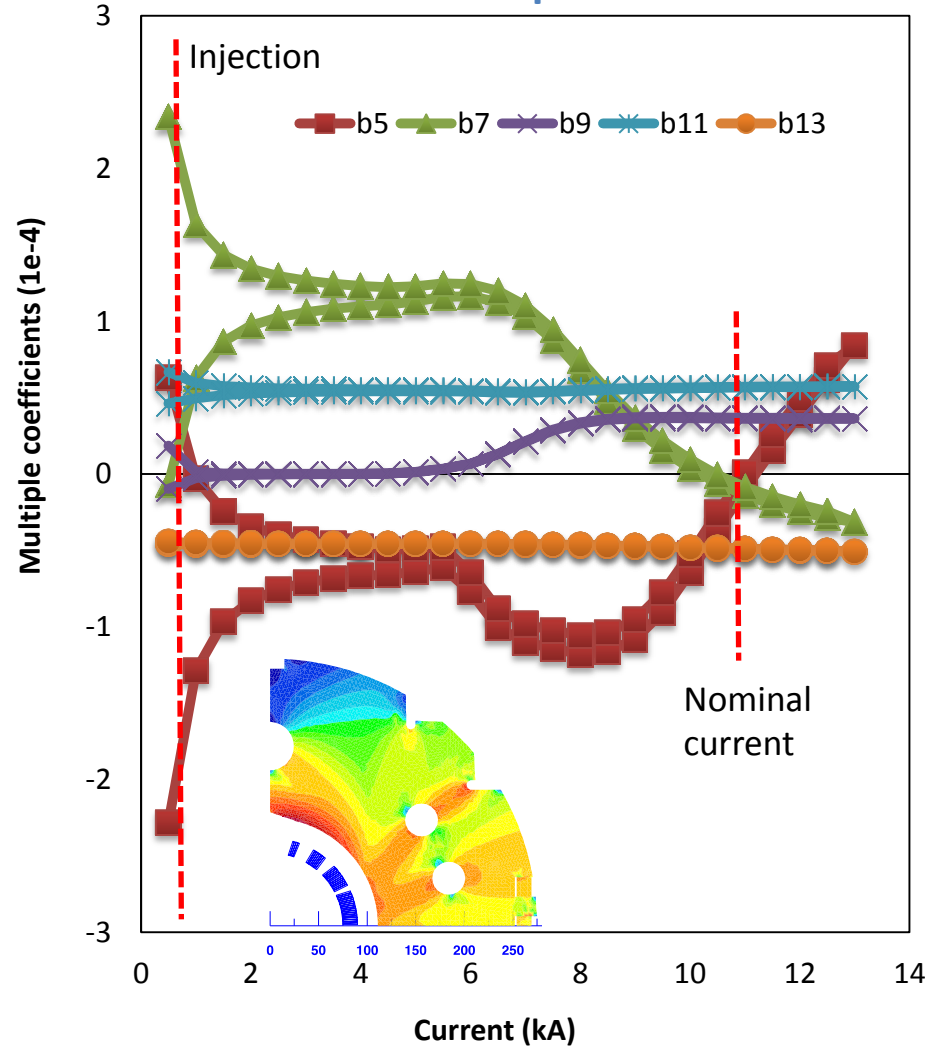 3
Injection
b5 b7 b9 b11 b13
2
1
0
-1
Nominal
current
-2
-3
0 50 100 150 200 250
0 2 4 6 8 10 12 14
Multiple coefficients (1e-4)
Current (kA)